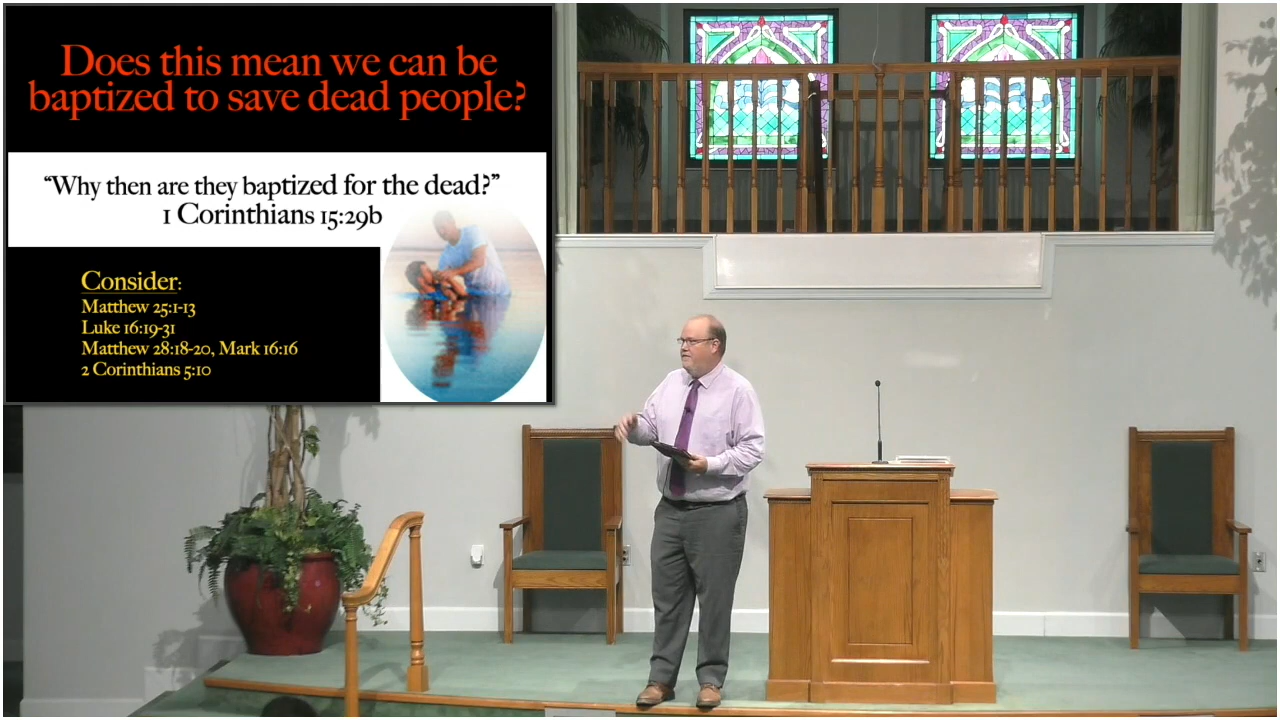 Does this mean we can be
baptized to save dead people?
“Why then are they baptized for the dead?”
1 Corinthians 15:29b
Consider:
Matthew 25:1-13
Luke 16:19-31
Matthew 28:18-20, Mark 16:16
2 Corinthians 5:10